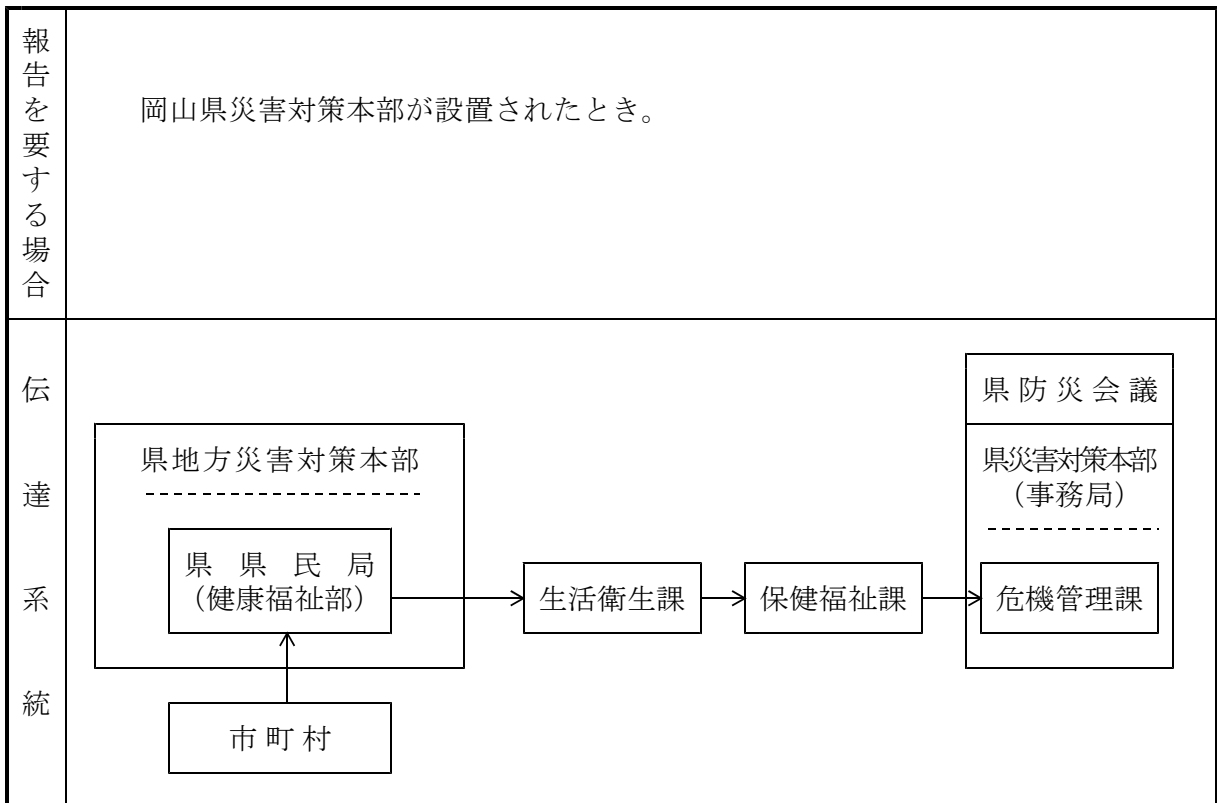 報告を要する場合
岡山県災害対策本部が設置されたとき。
伝達系統
県防災会議
県地方災害対策本部
県災害対策本部
（事務局）
県県民局
（健康福祉部）
生活衛生課
保健福祉課
危機管理課
市町村